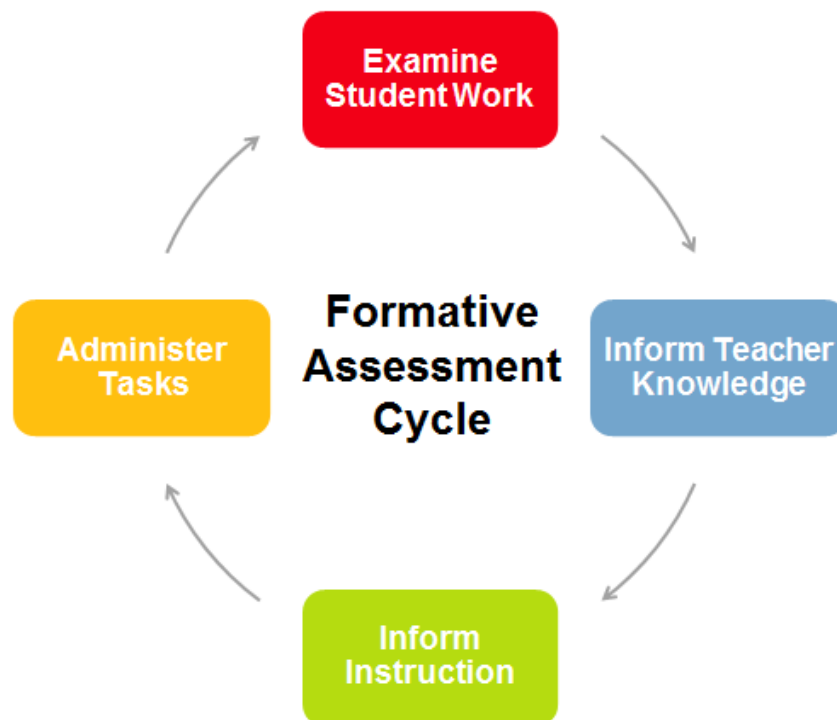 Examine
Student Work
Formative
Assessment
Cycle
Administer
Tasks
Inform Teacher
Knowledge
Inform
Instruction